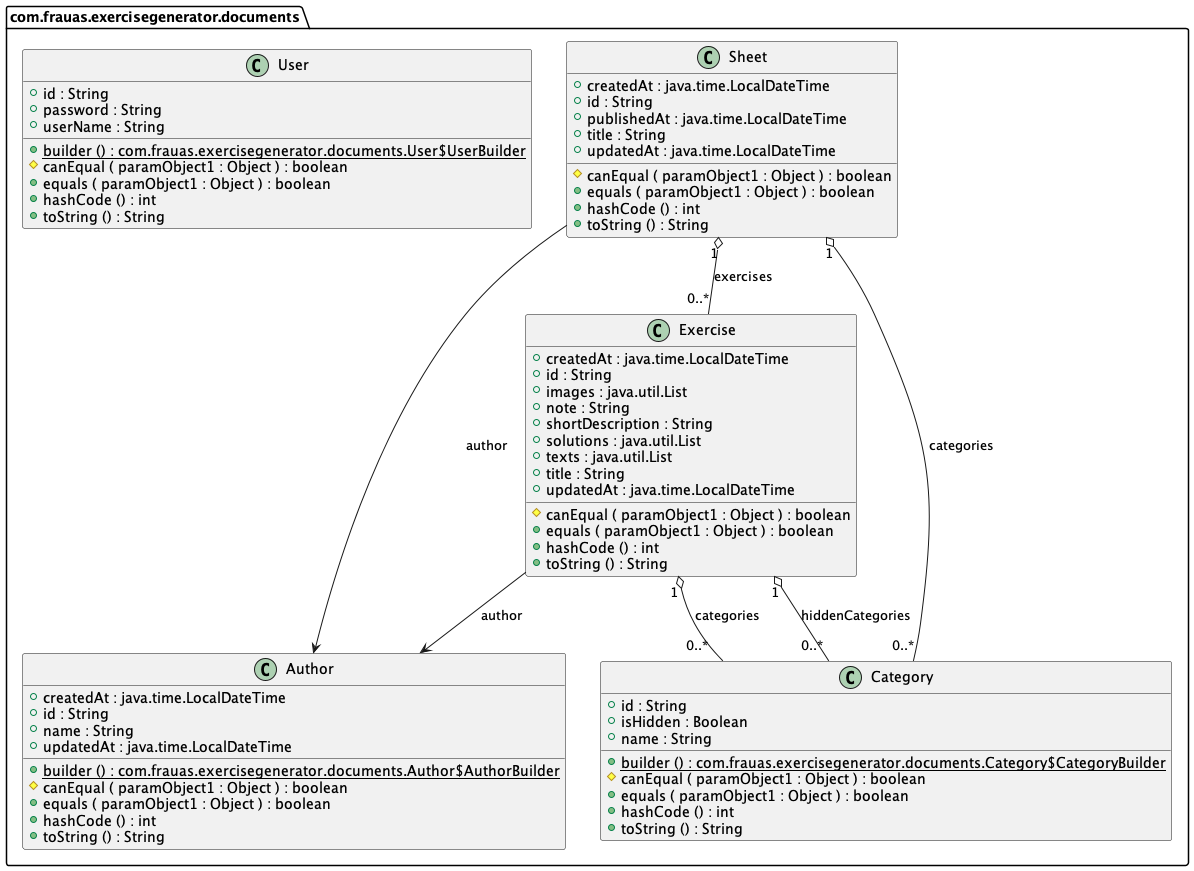 com.frauas.exercisegenerator.documents
C User
id : String
password : String
userName : String
builder () : com.frauas.exercisegenerator.documents.User$UserBuilder
canEqual ( paramObject1 : Object ) : boolean
equals ( paramObject1 : Object ) : boolean
hashCode () : int
toString () : String
C Sheet
createdAt : java.time.LocalDateTime
id : String
publishedAt : java.time.LocalDateTime
title : String
updatedAt : java.time.LocalDateTime
canEqual ( paramObject1 : Object ) : boolean
equals ( paramObject1 : Object ) : boolean
hashCode () : int
toString () : String
1
1
exercises
0..*
C Exercise
createdAt : java.time.LocalDateTime
id : String
images : java.util.List
note : String
shortDescription : String
solutions : java.util.List
texts : java.util.List
title : String
updatedAt : java.time.LocalDateTime
canEqual ( paramObject1 : Object ) : boolean
equals ( paramObject1 : Object ) : boolean
hashCode () : int
toString () : String
author
categories
1
1
author
categories
hiddenCategories
0..*
0..*
0..*
C Author
createdAt : java.time.LocalDateTime
id : String
name : String
updatedAt : java.time.LocalDateTime
builder () : com.frauas.exercisegenerator.documents.Author$AuthorBuilder
canEqual ( paramObject1 : Object ) : boolean
equals ( paramObject1 : Object ) : boolean
hashCode () : int
toString () : String
C Category
id : String
isHidden : Boolean
name : String
builder () : com.frauas.exercisegenerator.documents.Category$CategoryBuilder
canEqual ( paramObject1 : Object ) : boolean
equals ( paramObject1 : Object ) : boolean
hashCode () : int
toString () : String